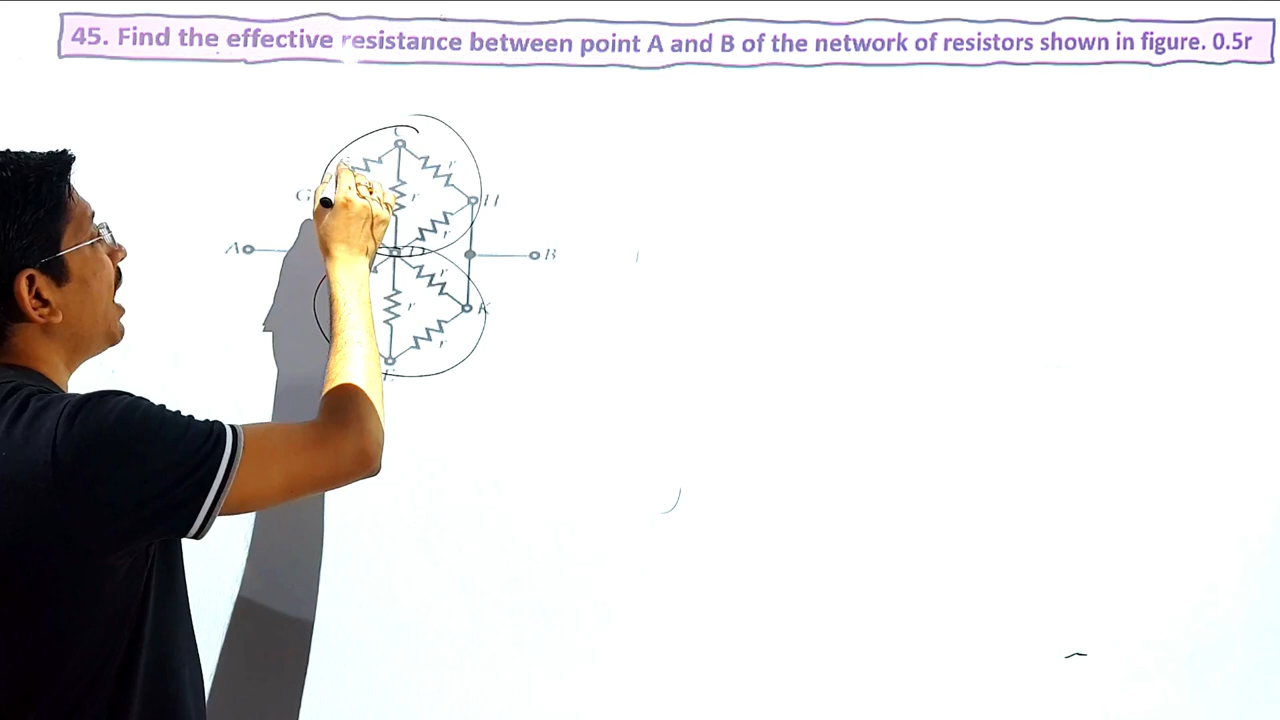 45. Find the effective resistance between point A and B of the network of resistors shown in figure. 0.5r
C
r
G
r
H
r
A
D
B
r
r
K
r
E